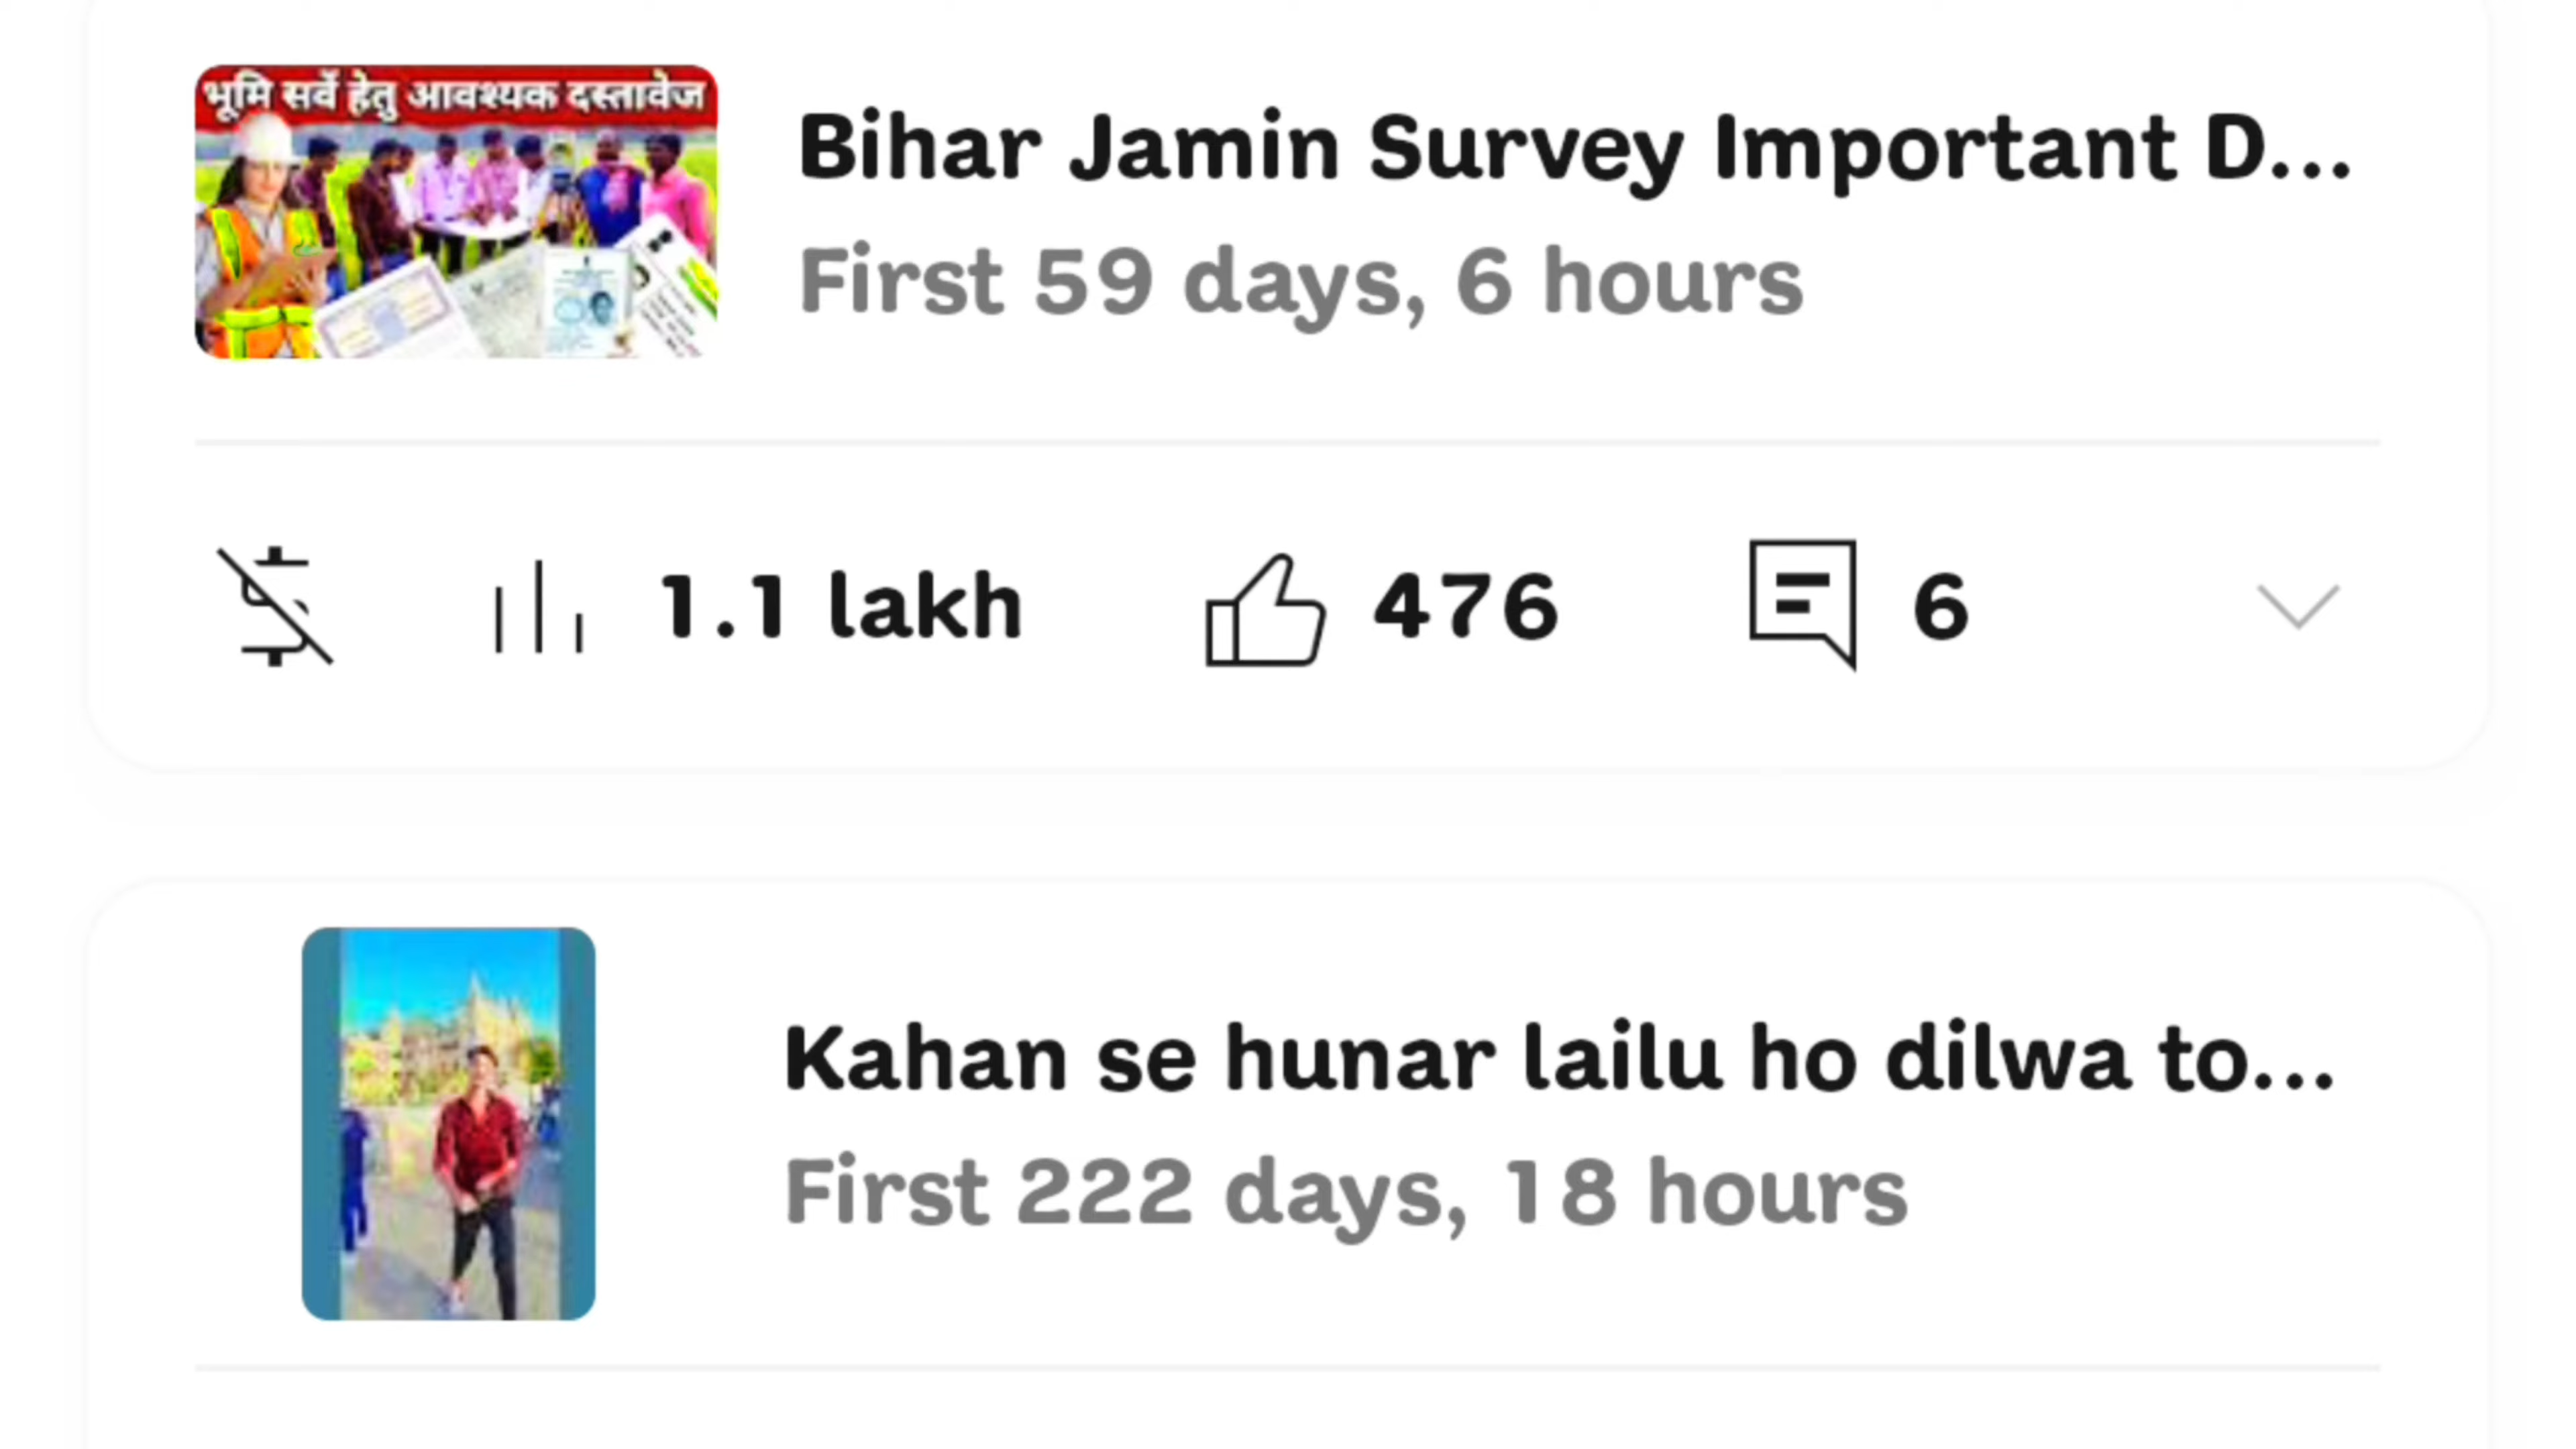 भूमि सर्वे हेतु आवश्यक दस्तावेज
Bihar Jamin Survey Important D...
First 59 days, 6 hours
1.1 lakh
476
6
Kahan se hunar lailu ho dilwa to...
First 222 days, 18 hours